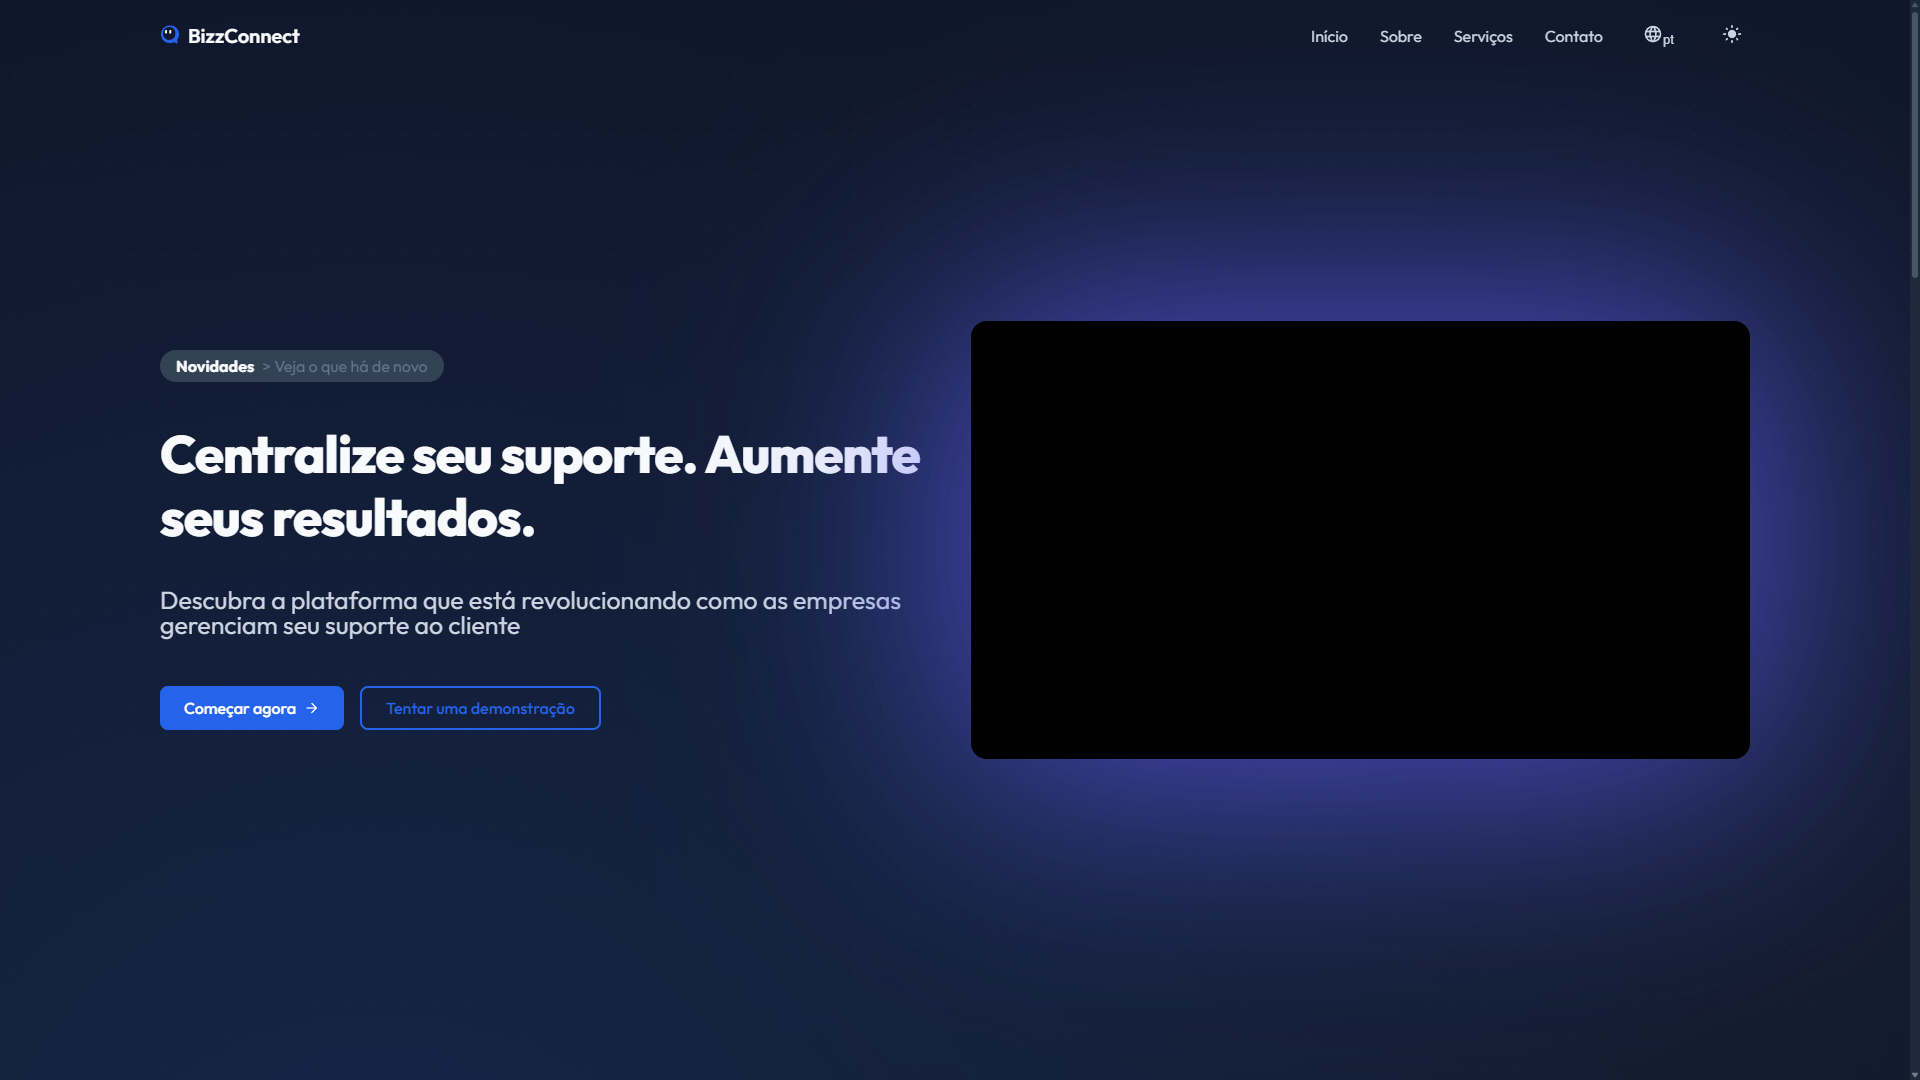 BizzConnect
Início
Sobre
Serviços
Contato
pt
Novidades > Veja o que há de novo
Centralize seu suporte. Aumente
seus resultados.
Descubra a plataforma que está revolucionando como as empresas
gerenciam seu suporte ao cliente
Começar agora →
Tentar uma demonstração